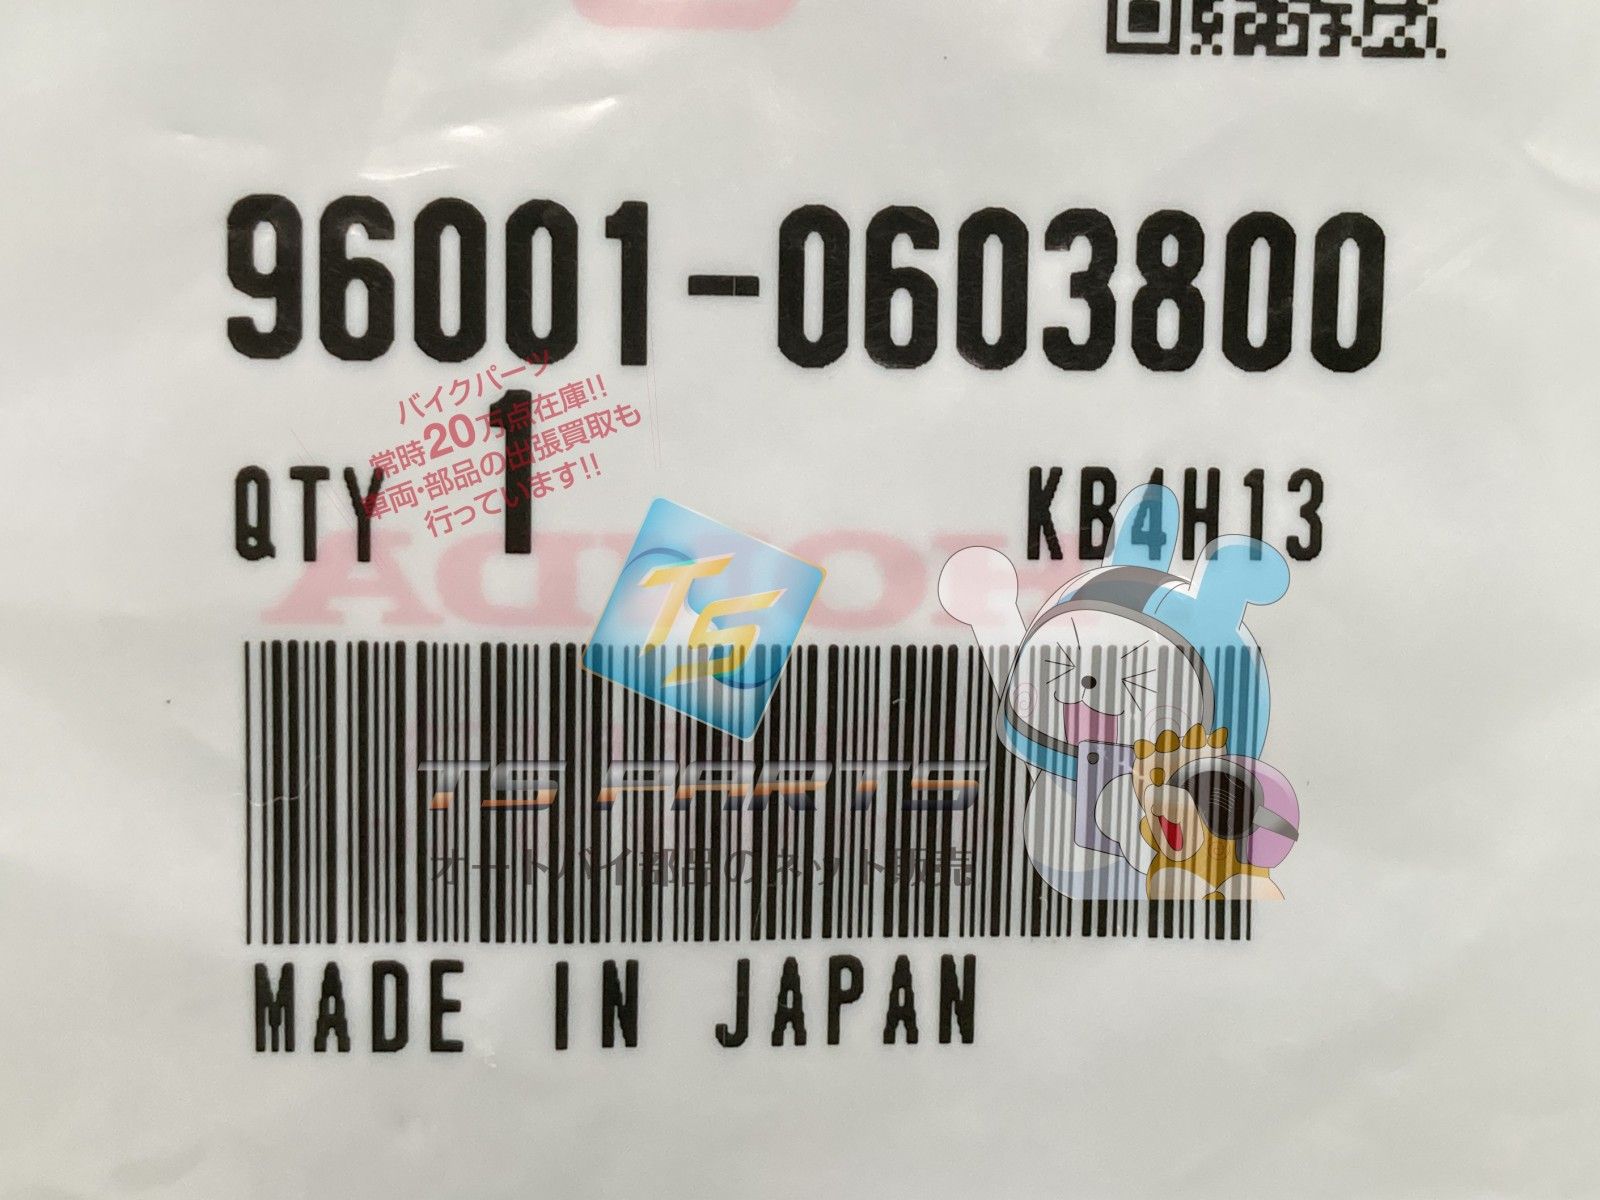 96001-0603800
バイクパーツ
常時20万点在庫!!
車両・部品の出張買取も
行っています!!
QTY 1
KB4H13
HONDA
TS
TS PARTS
オートバイ部品のネット販売
MADE IN JAPAN